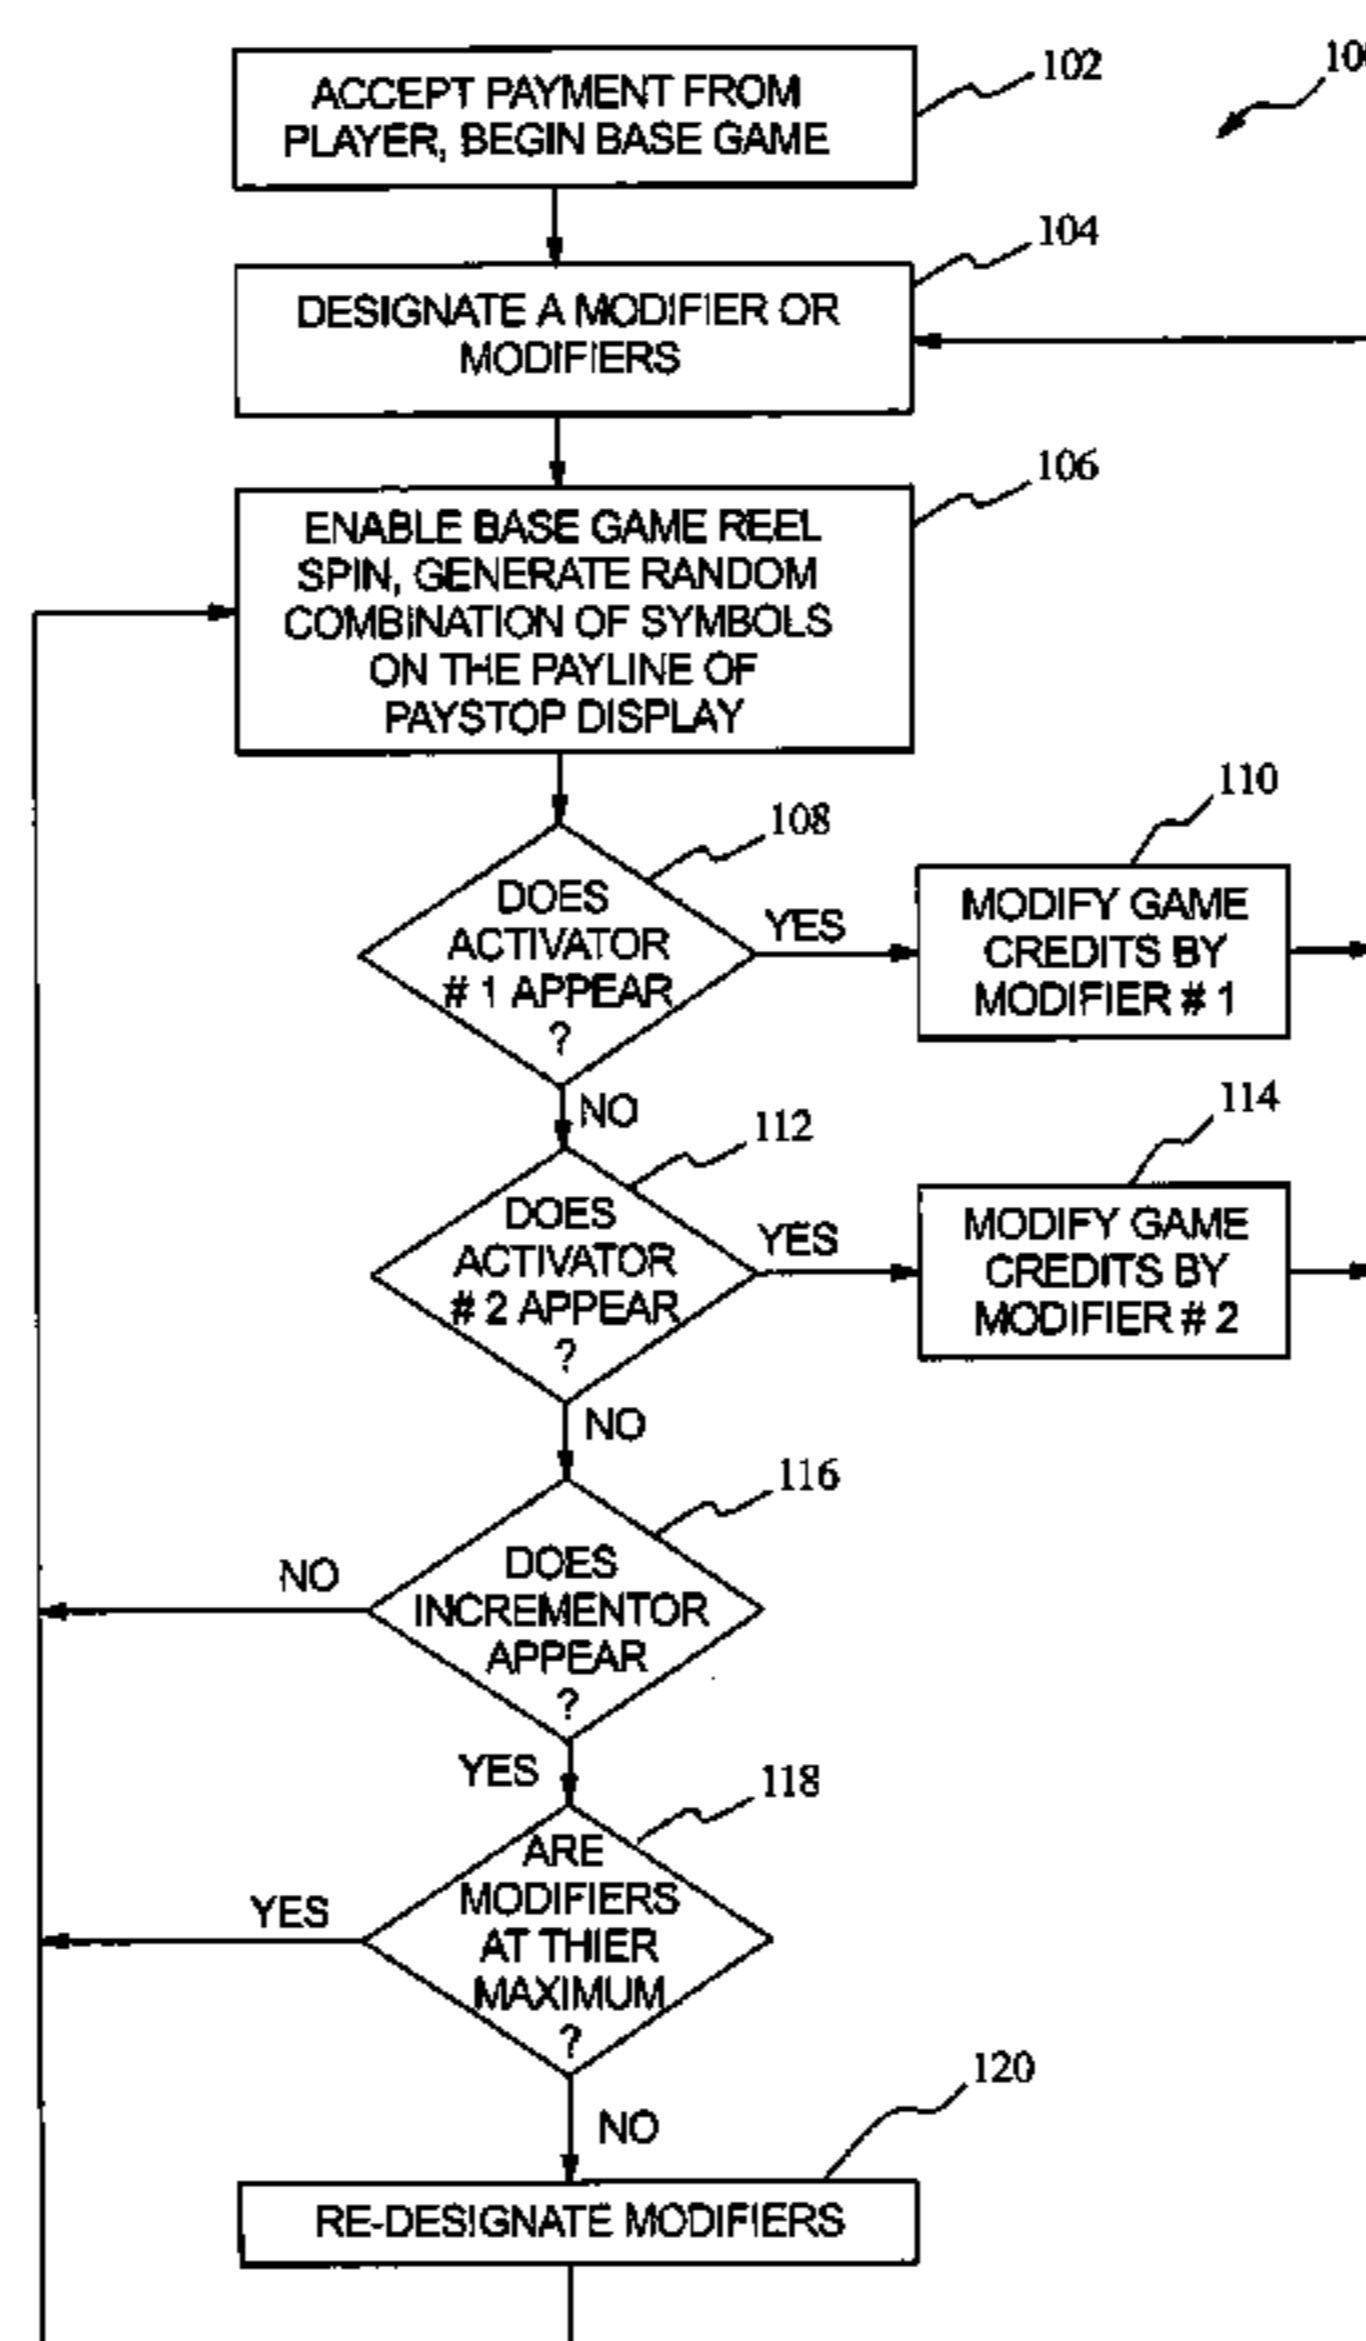 102
ACCEPT PAYMENT FROM
PLAYER, BEGIN BASE GAME
104
DESIGNATE A MODIFIER OR
MODIFIERS
106
ENABLE BASE GAME REEL
SPIN, GENERATE RANDOM
COMBINATION OF SYMBOLS
ON THE PAYLINE OF
PAYSTOP DISPLAY
108
DOES
ACTIVATOR
# 1 APPEAR
?
YES
110
MODIFY GAME
CREDITS BY
MODIFIER # 1
NO
112
DOES
ACTIVATOR
# 2 APPEAR
?
YES
114
MODIFY GAME
CREDITS BY
MODIFIER # 2
NO
116
DOES
INCREMENTOR
APPEAR
?
NO
YES
118
ARE
MODIFIERS
AT THIER
MAXIMUM
?
YES
NO
120
RE-DESIGNATE MODIFIERS